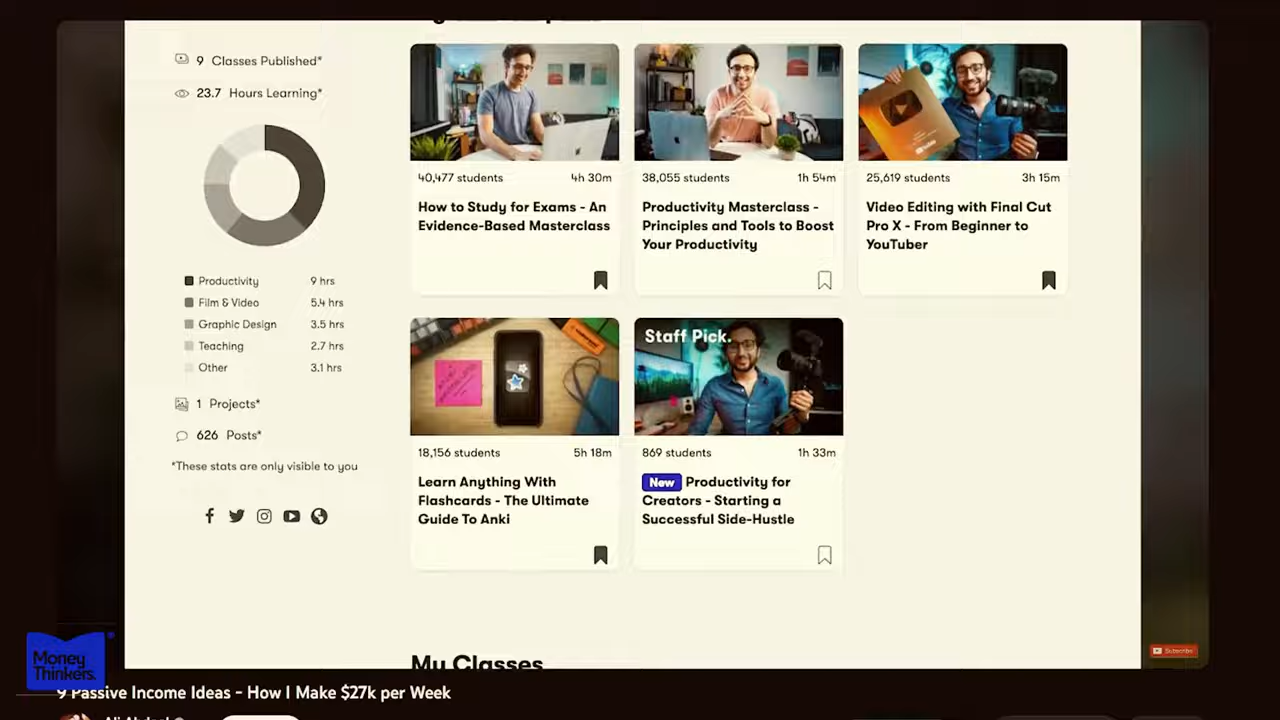 9 Classes Published*
23.7 Hours Learning*
Productivity 9 hrs
Film & Video 5.4 hrs
Graphic Design 3.5 hrs
Teaching 2.7 hrs
Other 3.1 hrs
1 Projects*
626 Posts*
*These stats are only visible to you
40,477 students 4h 30m
How to Study for Exams - An
Evidence-Based Masterclass
38,055 students 1h 54m
Productivity Masterclass -
Principles and Tools to Boost
Your Productivity
25,619 students 3h 15m
Video Editing with Final Cut
Pro X - From Beginner to
YouTuber
18,156 students 5h 18m
Learn Anything With
Flashcards - The Ultimate
Guide To Anki
Staff Pick.
869 students 1h 33m
New Productivity for
Creators - Starting a
Successful Side-Hustle
My Classes
Subscribe
Money
Thinkers.
9 Passive Income Ideas - How I Make $27k per Week